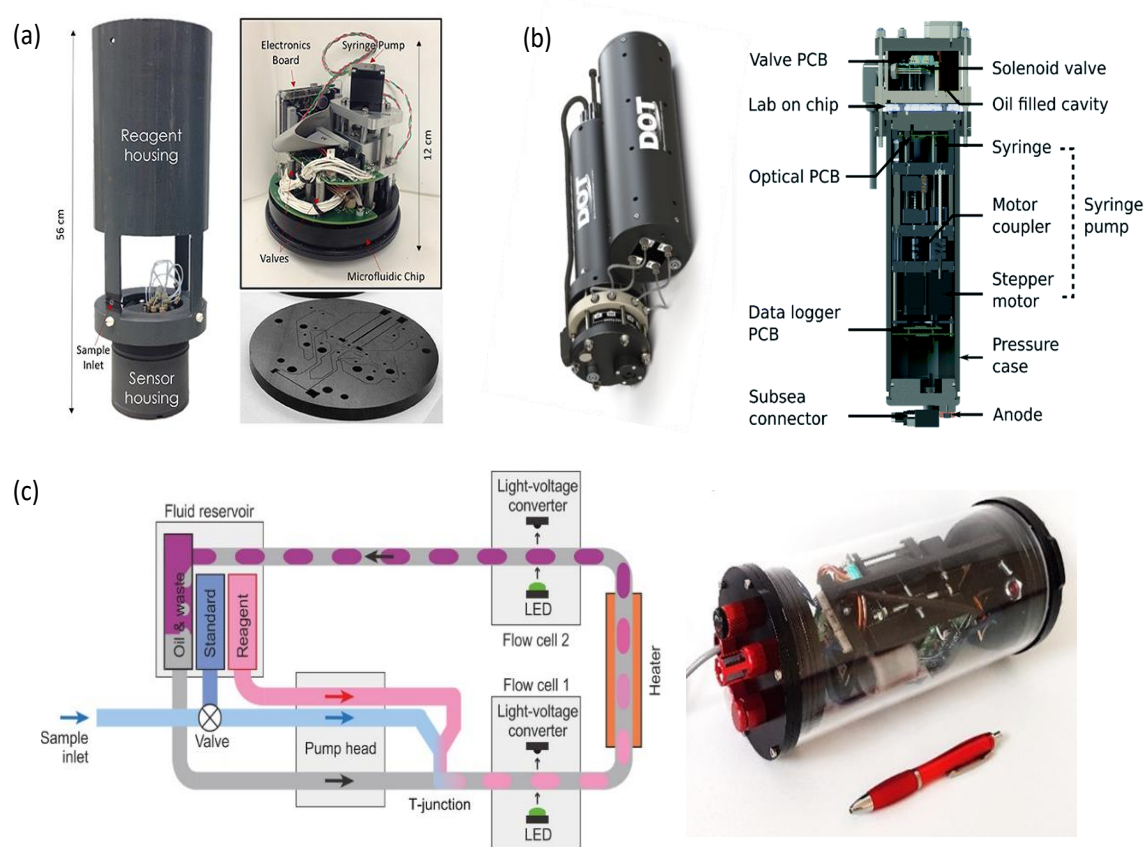 (a)
56 cm
Reagent
housing
Sample
Inlet
Sensor
housing
Electronics
Board
Syringe Pump
12 cm
Valves
Microfluidic Chip
(b)
DOT
DOT
Valve PCB
Lab on chip
Optical PCB
Data logger
PCB
Subsea
connector
Solenoid valve
Oil filled cavity
Syringe
Motor
coupler
Syringe
pump
Stepper
motor
Pressure
case
Anode
(c)
Fluid reservoir
Oil & waste
Standard
Reagent
Sample
inlet
Valve
Pump head
T-junction
Light-voltage
converter
LED
Flow cell 2
Flow cell 1
Light-voltage
converter
LED
Heater